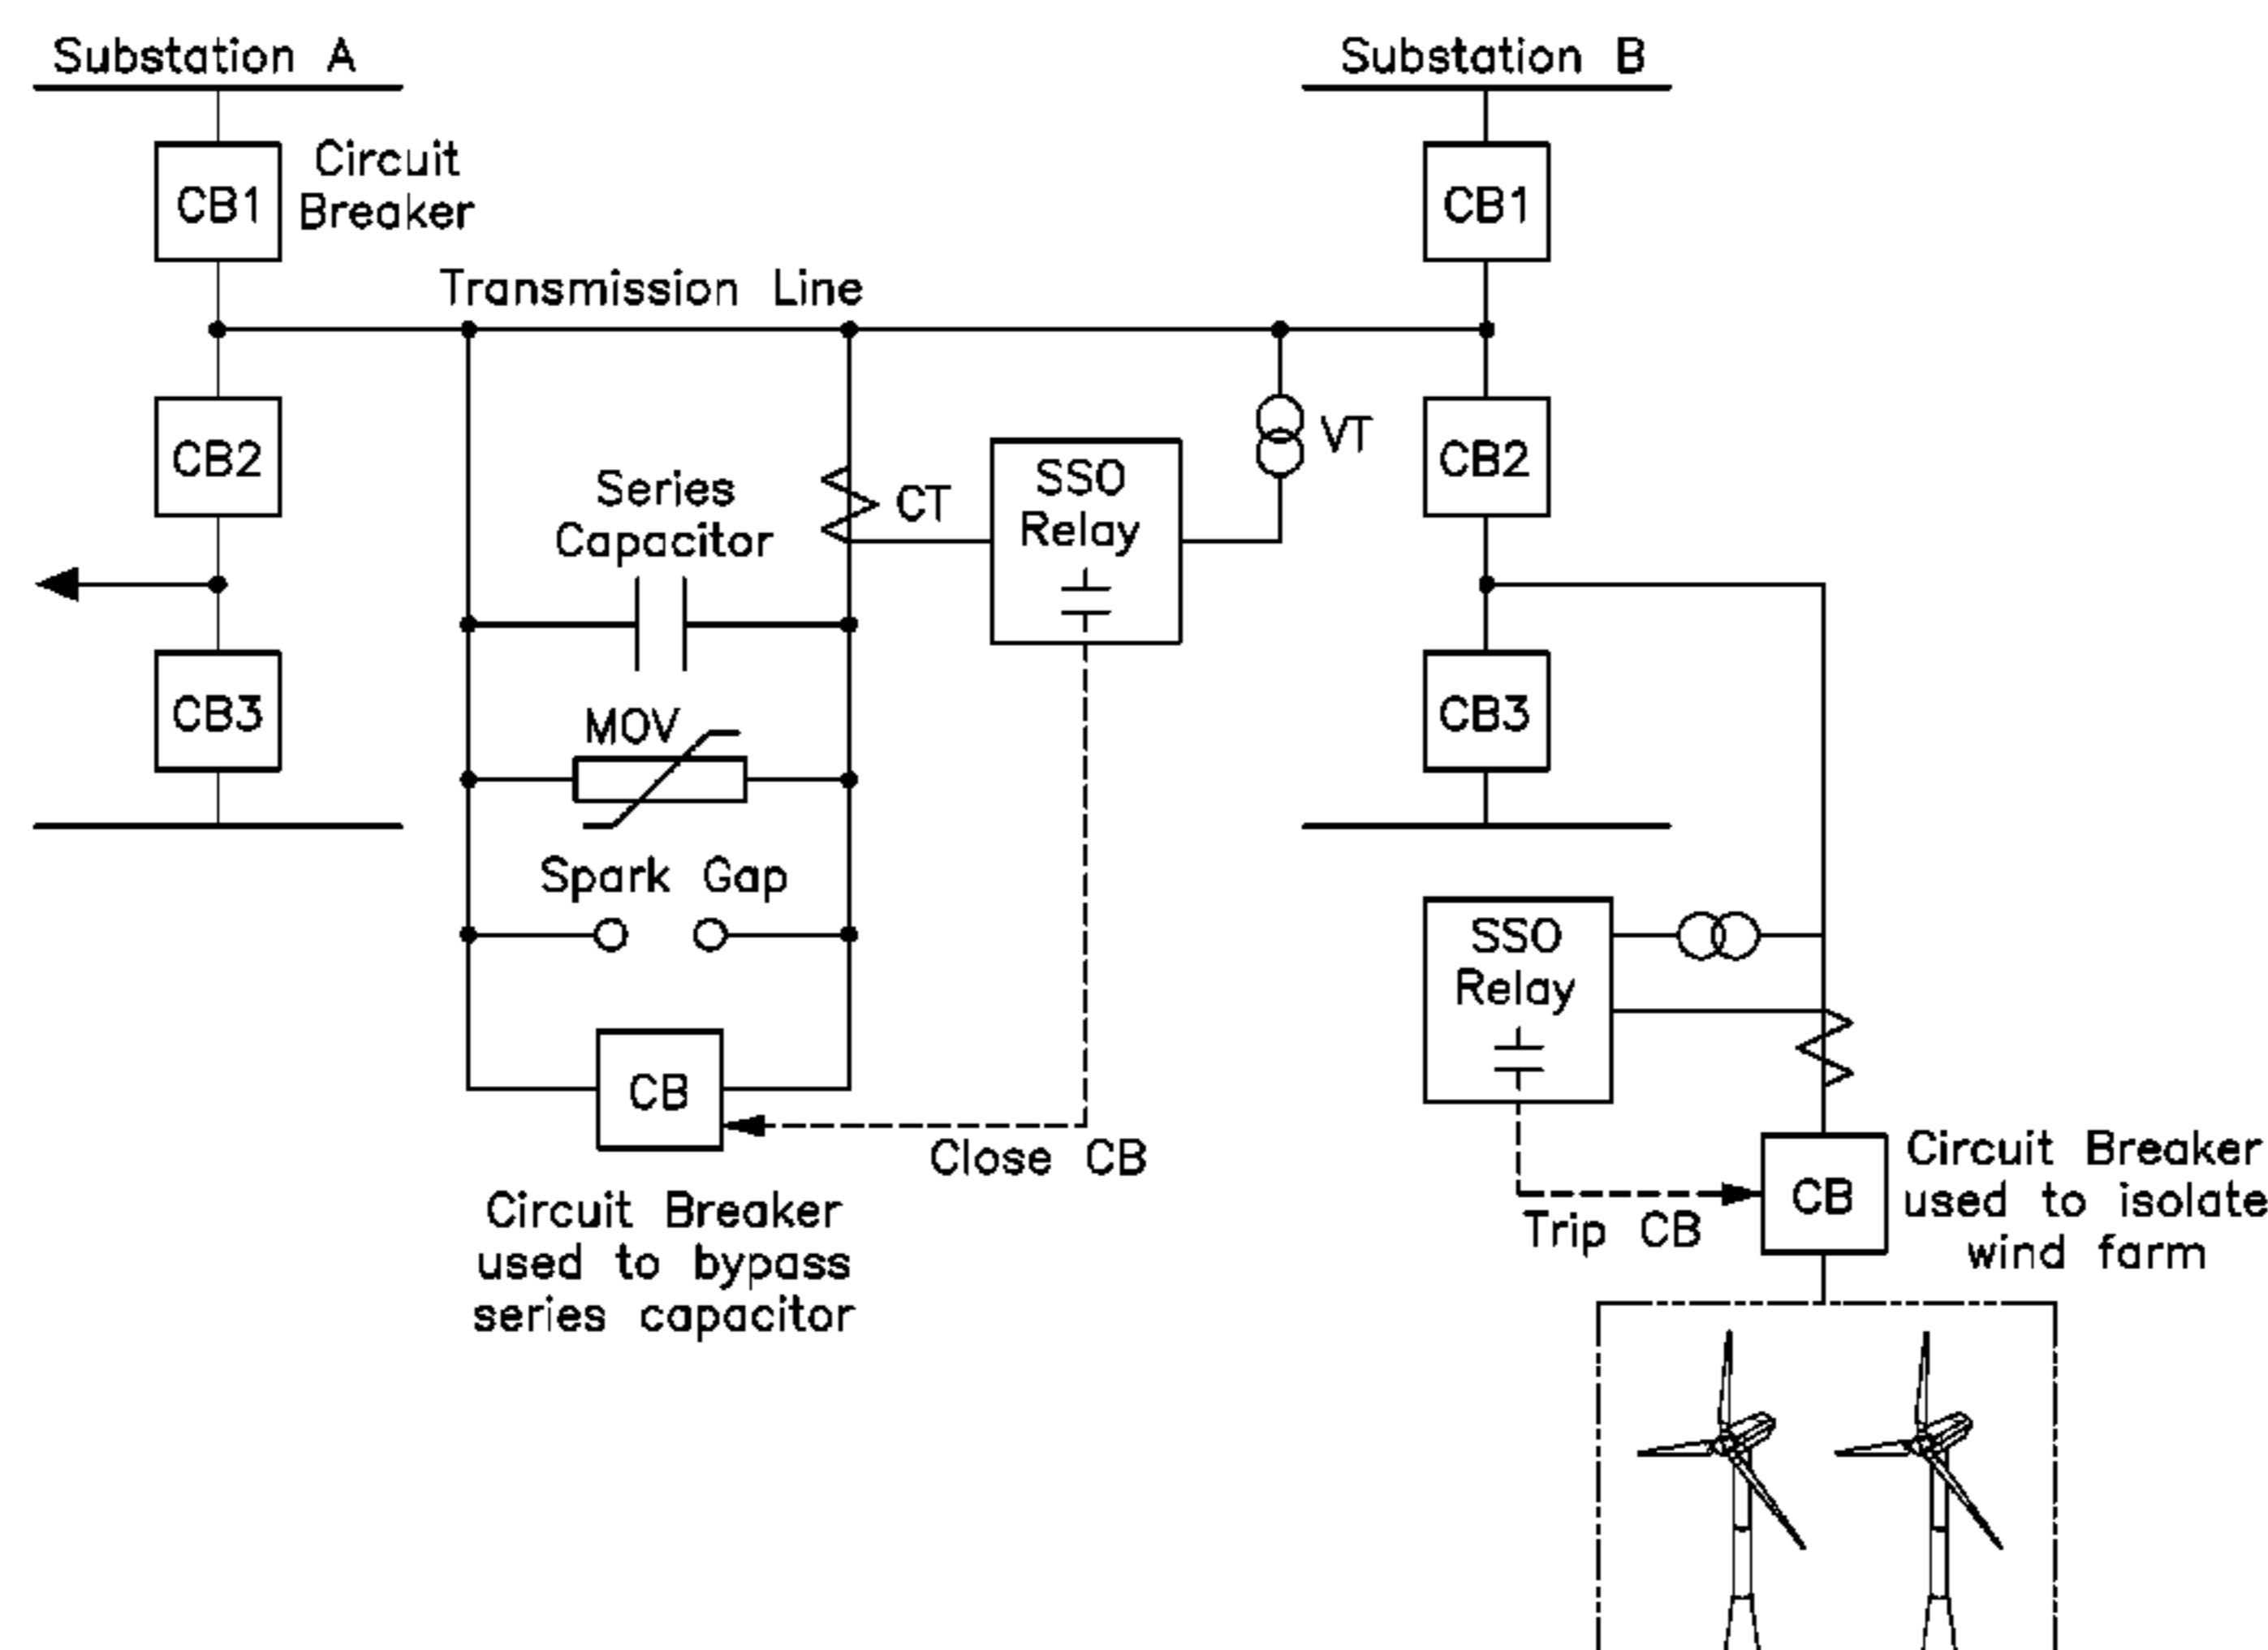 Substation A
Substation B
CB1
Circuit
Breaker
CB1
Transmission Line
CB2
Series
Capacitor
CT
SSO
Relay
VT
CB2
MOV
CB3
CB3
Spark Gap
SSO
Relay
CB
Close CB
Circuit Breaker
used to bypass
series capacitor
Trip CB
CB
Circuit Breaker
used to isolate
wind farm